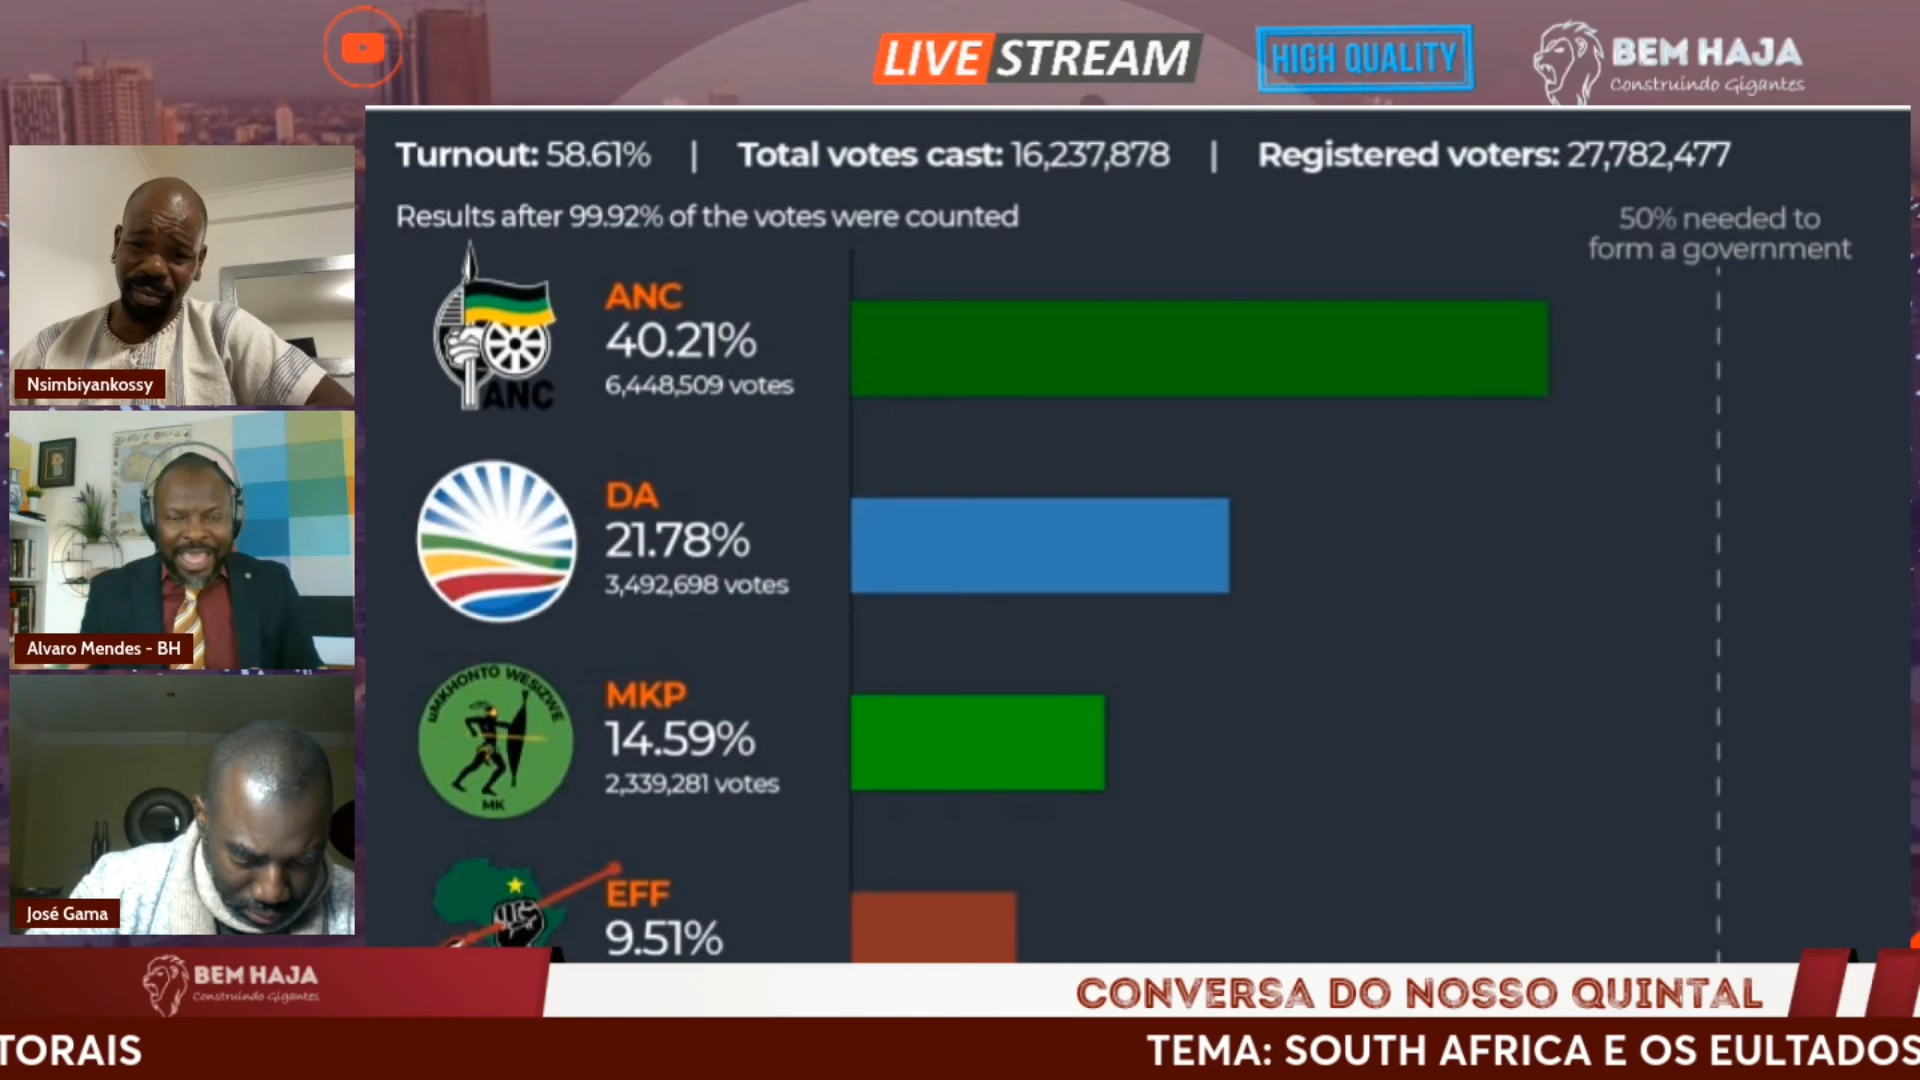 LIVE STREAM
HIGH QUALITY
BEM HAJA
Construindo Gigantes
Turnout: 58.61% | Total votes cast: 16,237,878 | Registered voters: 27,782,477
Results after 99.92% of the votes were counted
50% needed to
form a government
ANC
ANC
40.21%
6,448,509 votes
DA
21.78%
3,492,698 votes
UMKHONTO WESIZWE
MK
MKP
14.59%
2,339,281 votes
EFF
9.51%
Nsimbiyankossy
Alvaro Mendes - BH
José Gama
BEM HAJA
Construindo Gigantes
CONVERSA DO NOSSO QUINTAL
TORAIS
TEMA: SOUTH AFRICA E OS EULTADOS